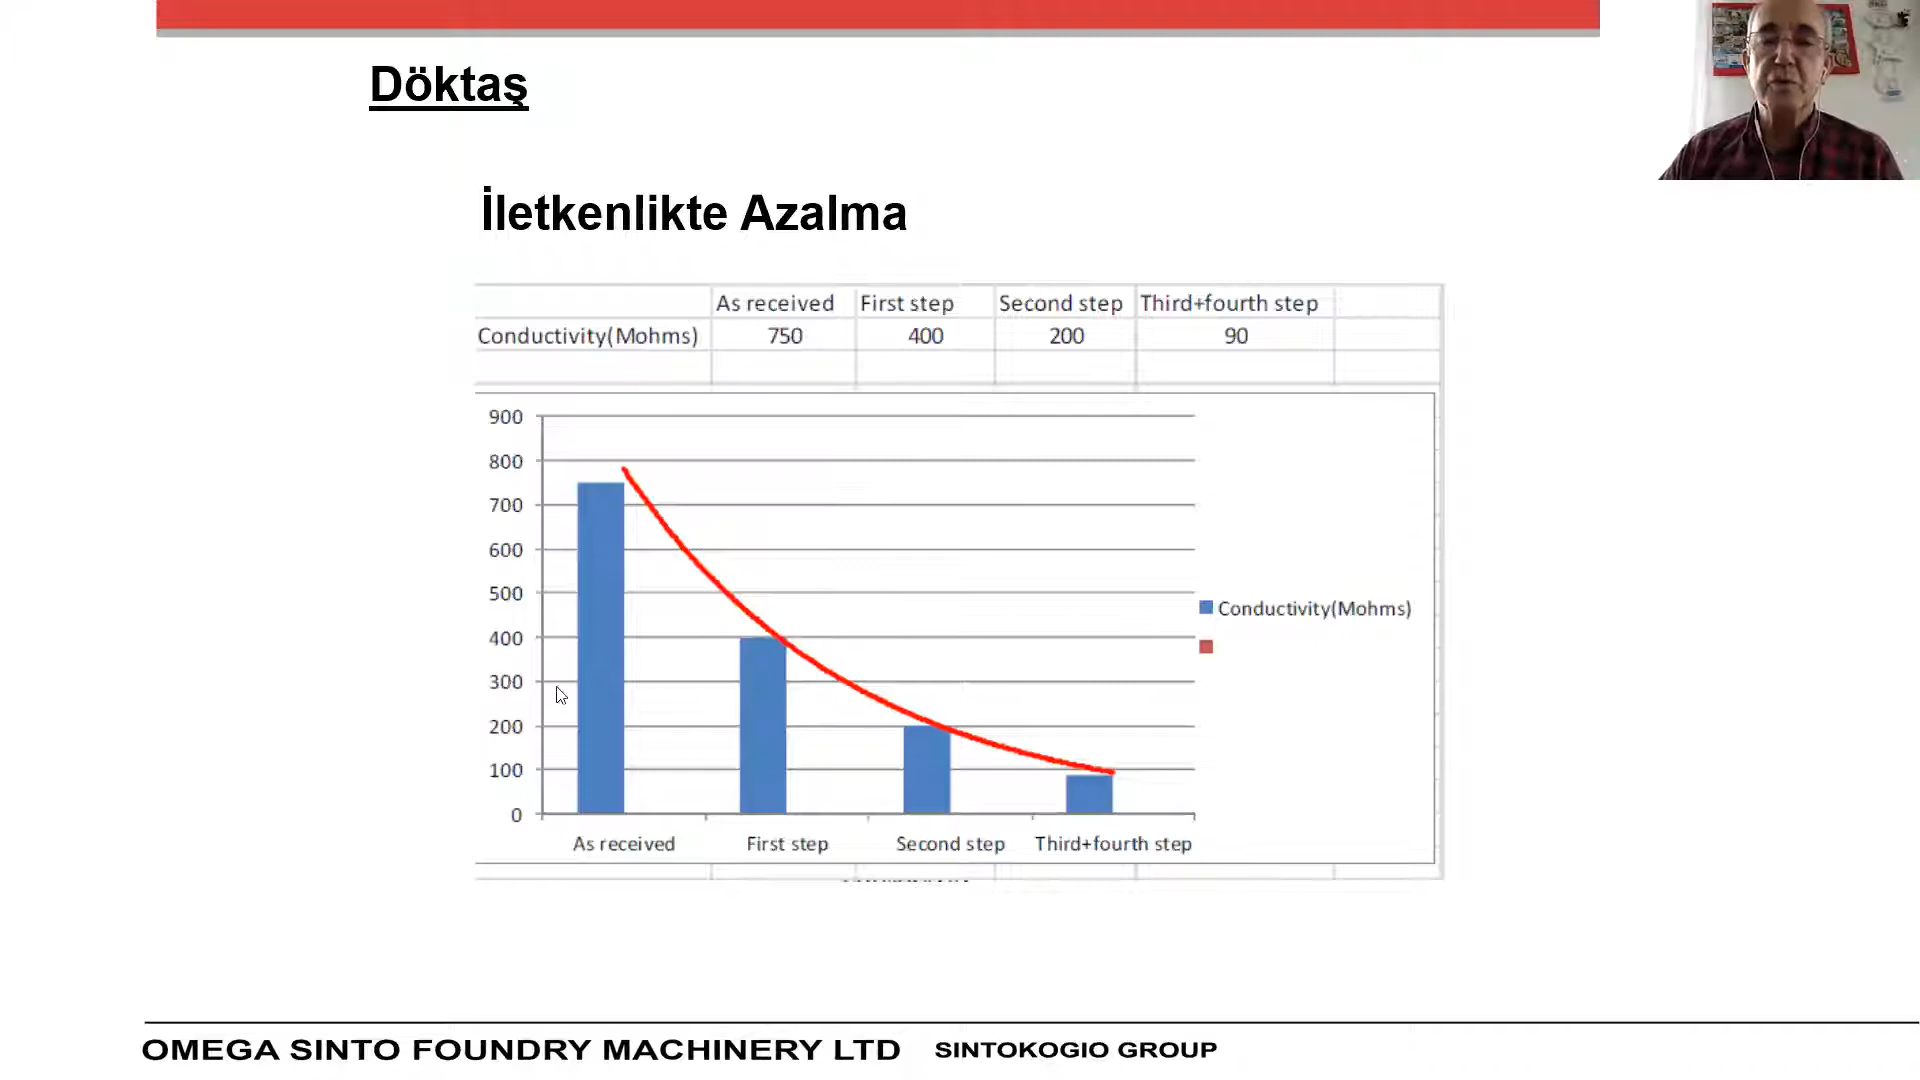 Döktaş
İletkenlikte Azalma
As received First step Second step Third+fourth step
Conductivity(Mohms) 750 400 200 90
900
800
700
600
500
400
300
200
100
0
Conductivity(Mohms)
As received First step Second step Third+fourth step
OMEGA SINTO FOUNDRY MACHINERY LTD SINTOKOGIO GROUP